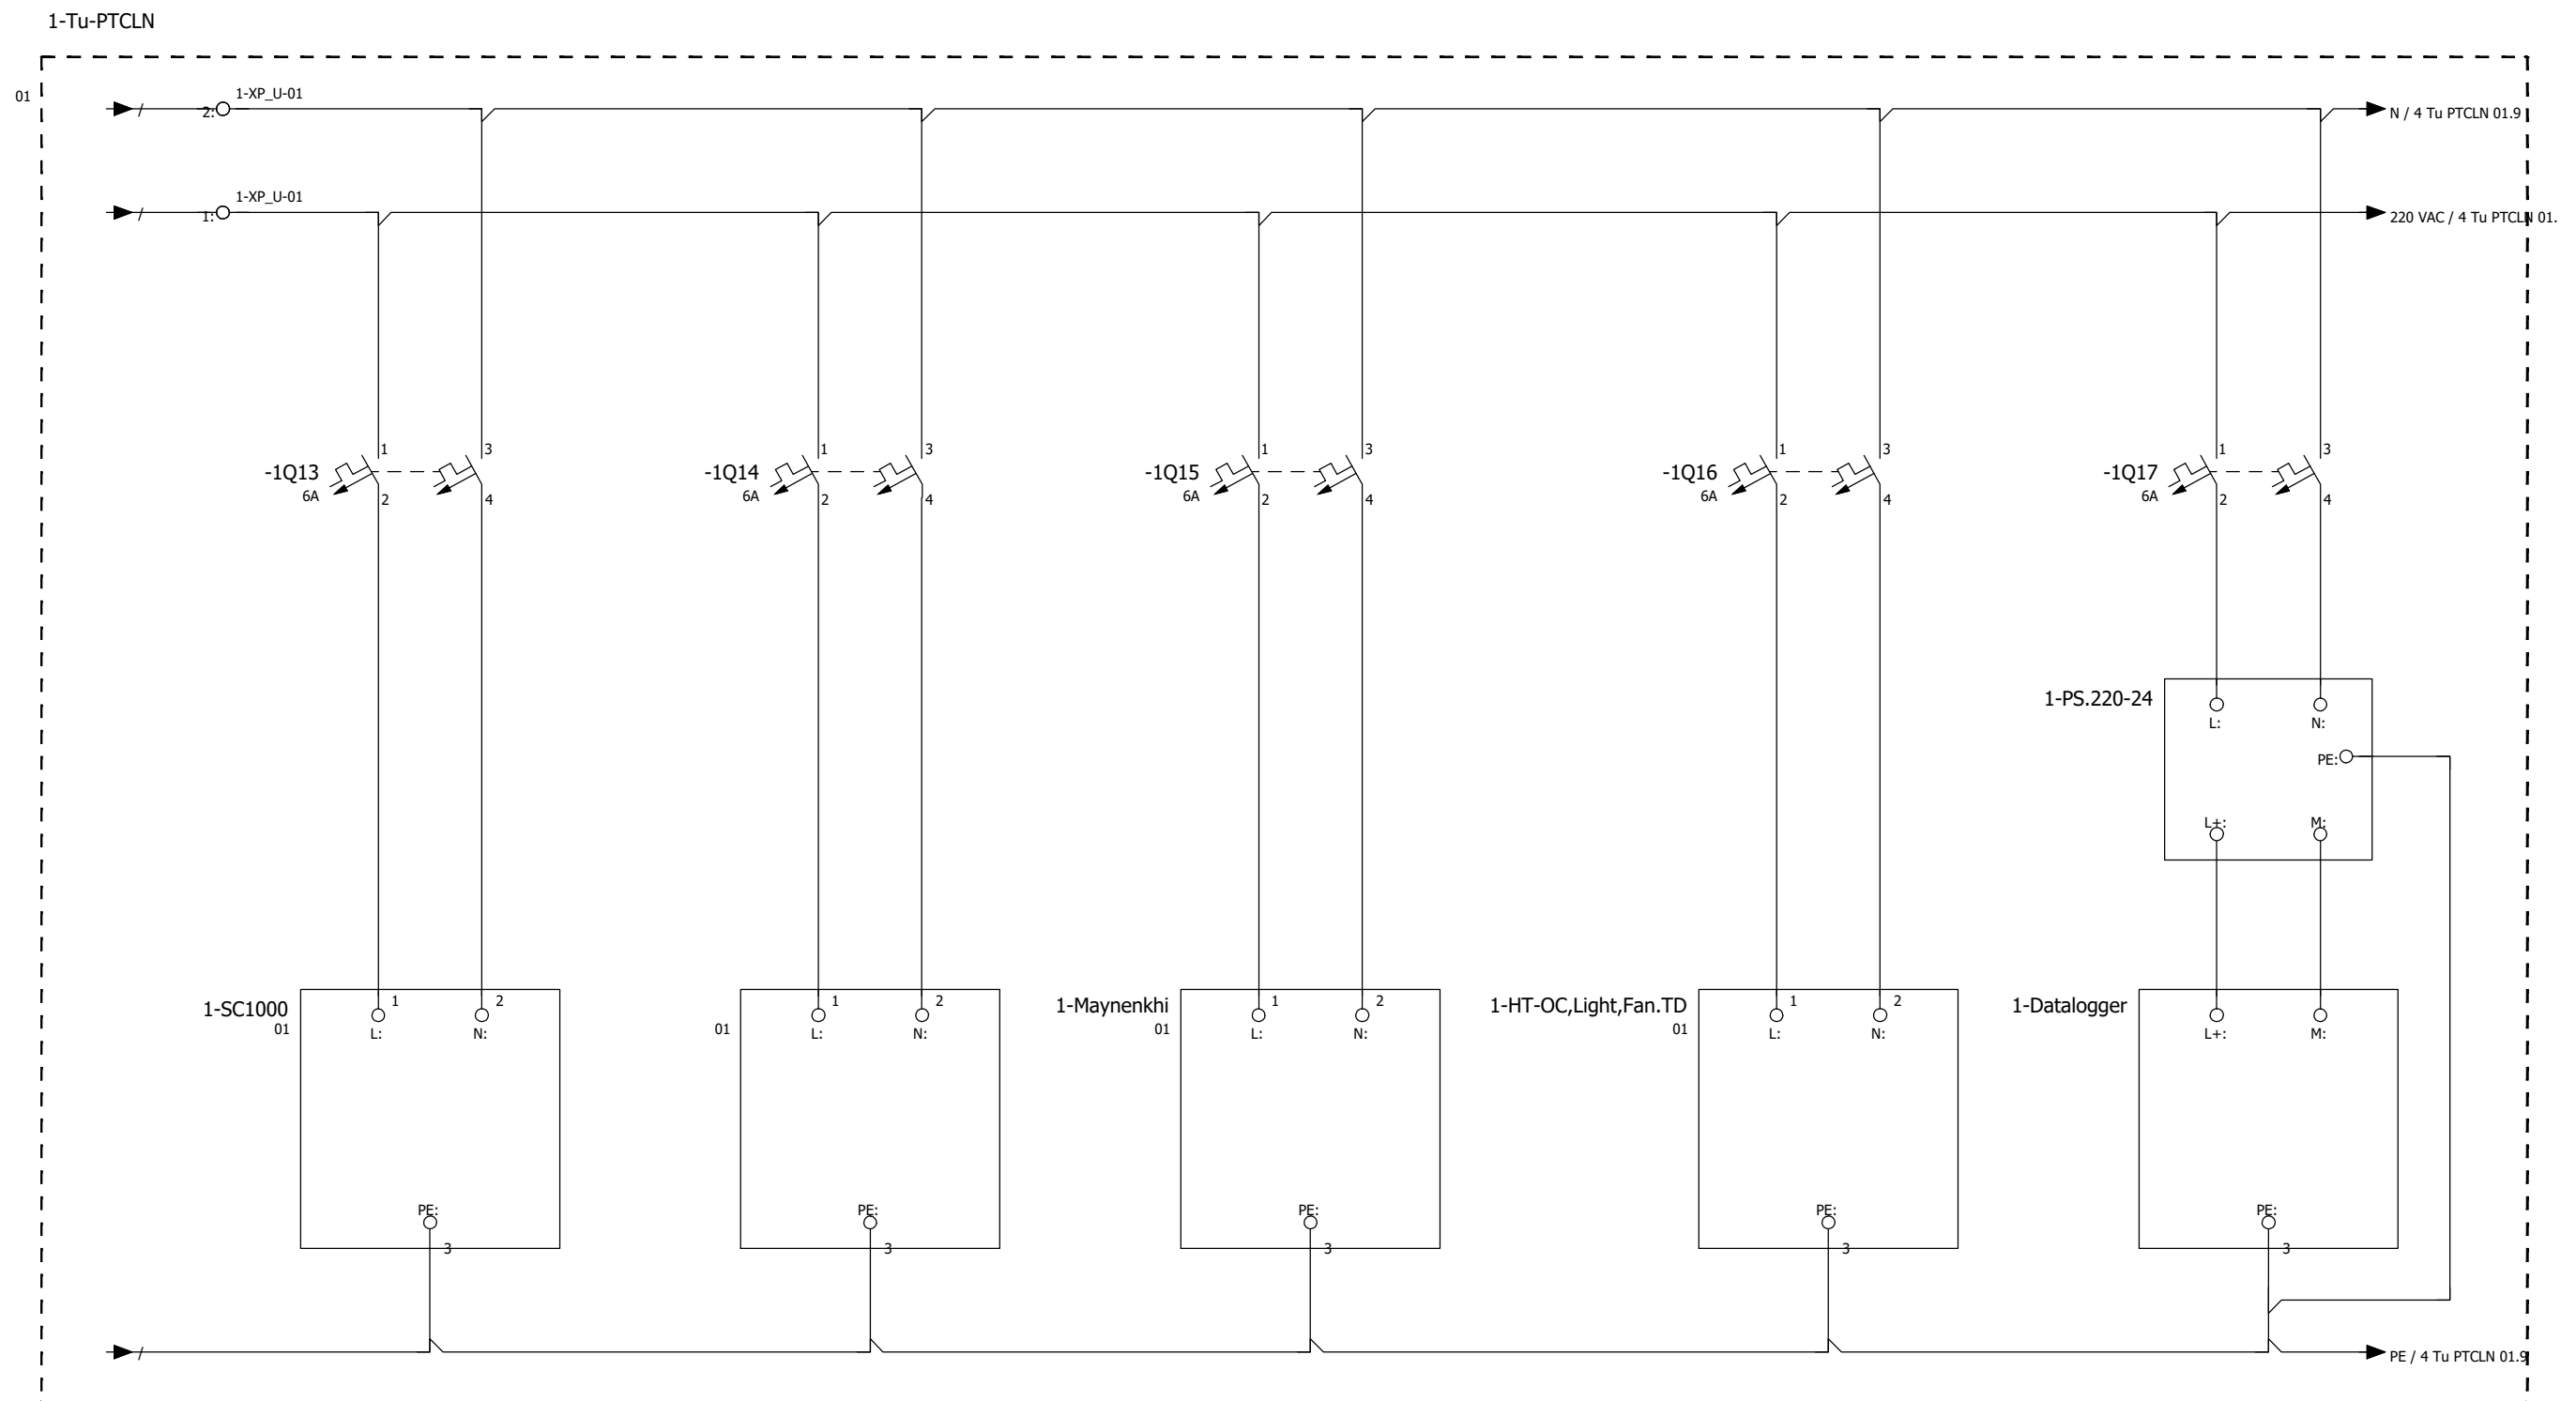 1-Tu-PTCLN
01
1-XP_U-01
2:
N / 4 Tu PTCLN 01.9
1-XP_U-01
1:
220 VAC / 4 Tu PTCLN 01.
1 3 1 3 1 3 1 3 1 3
-1Q13 -1Q14 -1Q15 -1Q16 -1Q17
6A 6A 6A 6A 6A
2 4 2 4 2 4 2 4 2 4
1-PS.220-24
L: N:
PE:
L+: M:
1-SC1000 1 2 1 2 1-Maynenkhi 1 2 1-HT-OC,Light,Fan.TD 1 2 1-Datalogger
01 L: N: 01 L: N: 01 L: N: 01 L: N: L+: M:
PE: PE: PE: PE: PE:
3 3 3 3 3
PE / 4 Tu PTCLN 01.9